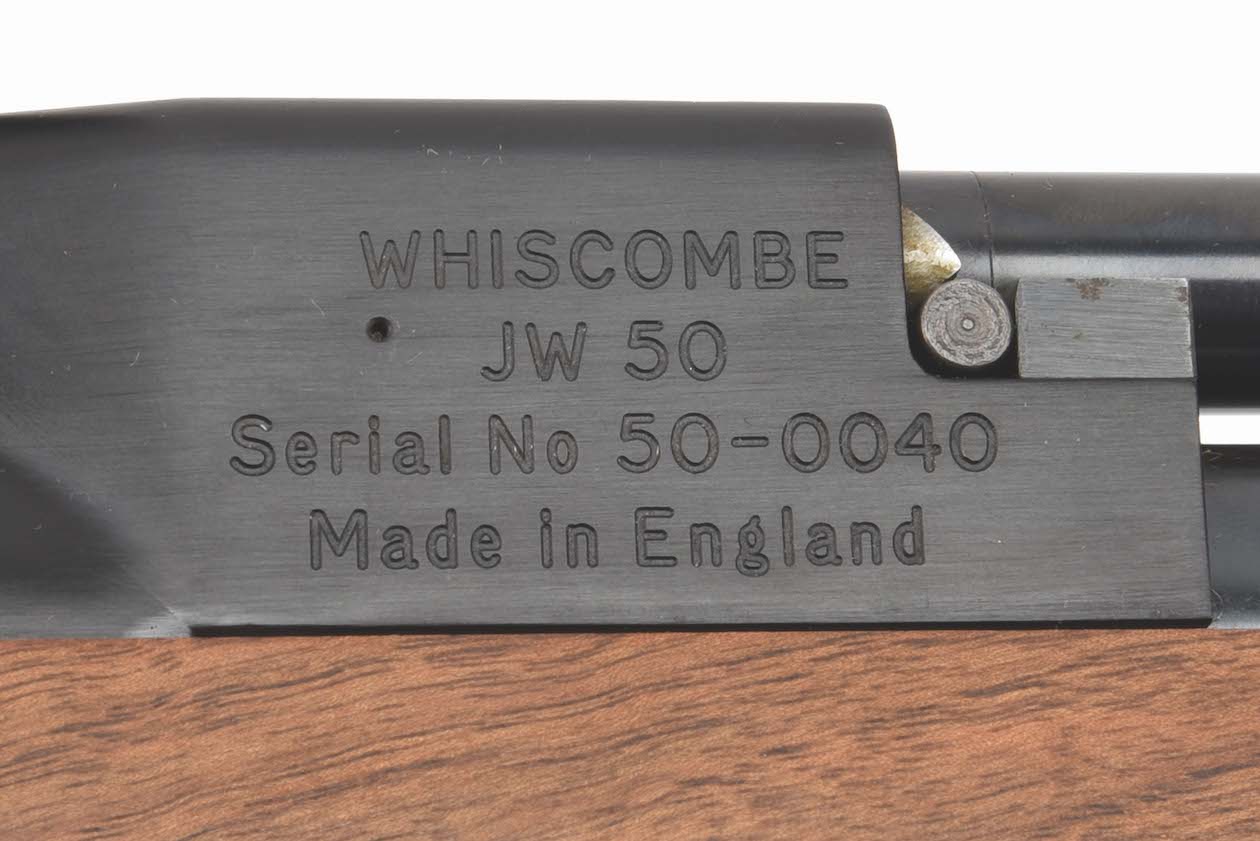 WHISCOMBE
JW 50
Serial No 50-0040
Made in England